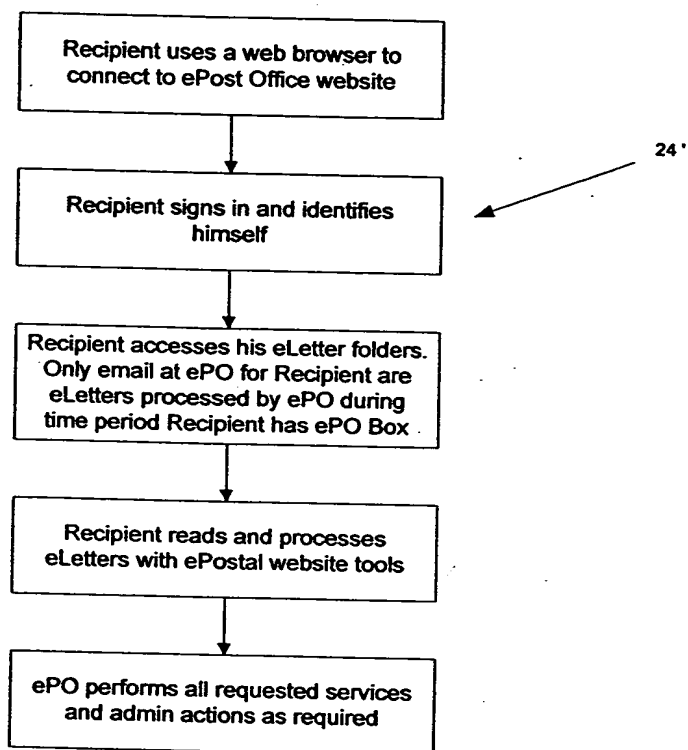 Recipient uses a web browser to
connect to ePost Office website
24'
Recipient signs in and identifies
himself
Recipient accesses his eLetter folders.
Only email at ePO for Recipient are
eLetters processed by ePO during
time period Recipient has ePO Box
Recipient reads and processes
eLetters with ePostal website tools
ePO performs all requested services
and admin actions as required